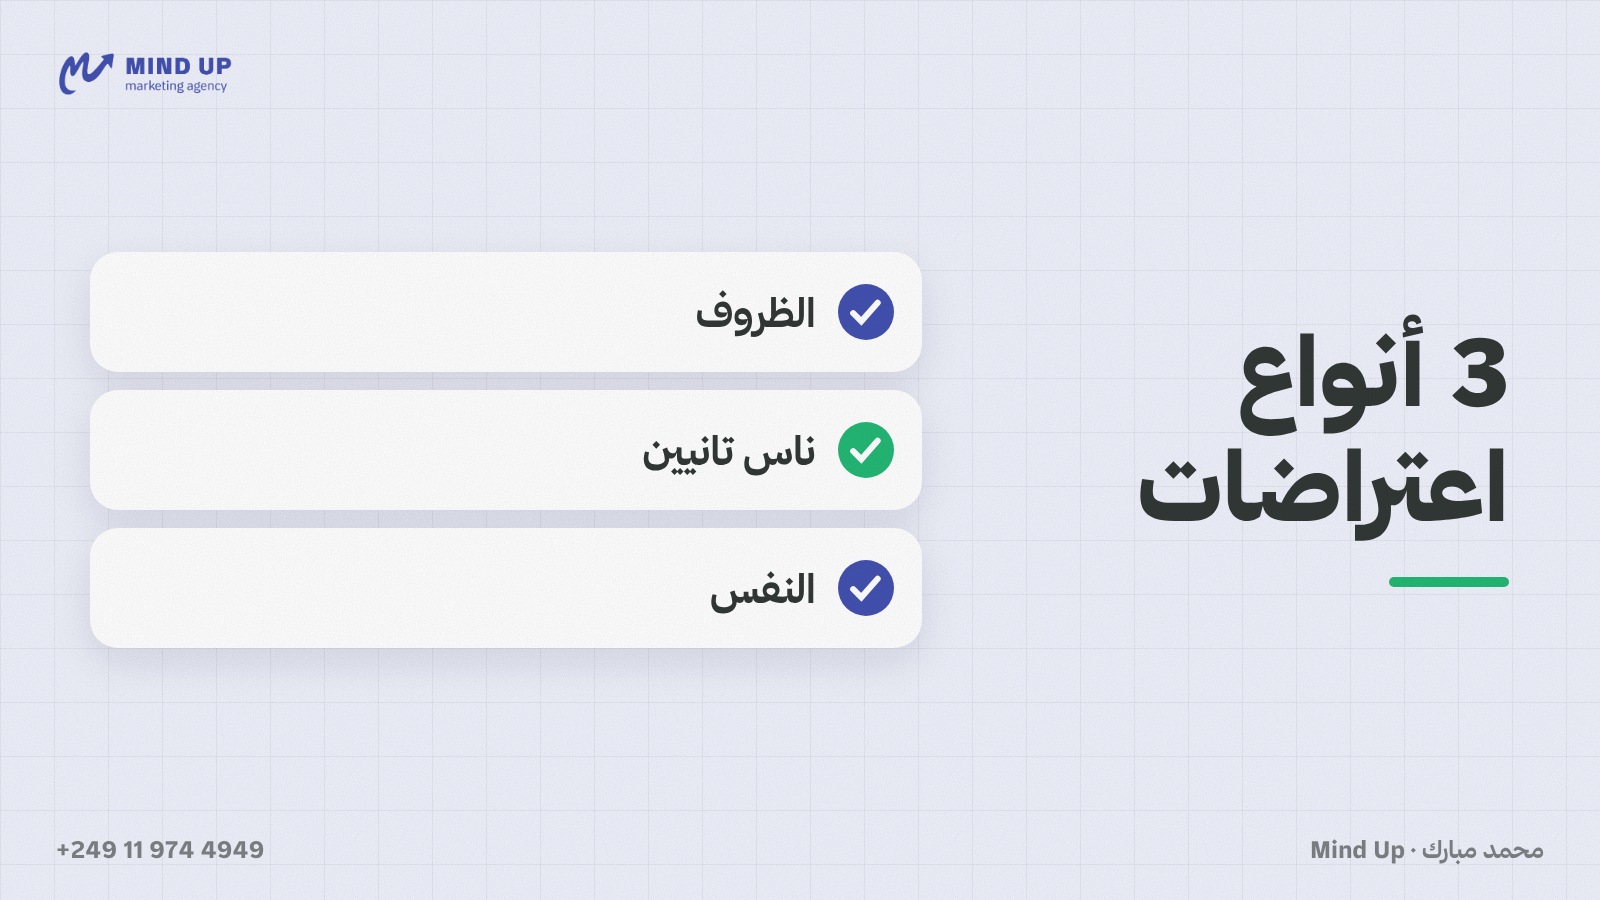 MIND UP
marketing agency
3 أنواع
اعتراضات
الظروف
ناس تانيين
النفس
محمد مبارك · Mind Up
+249 11 974 4949